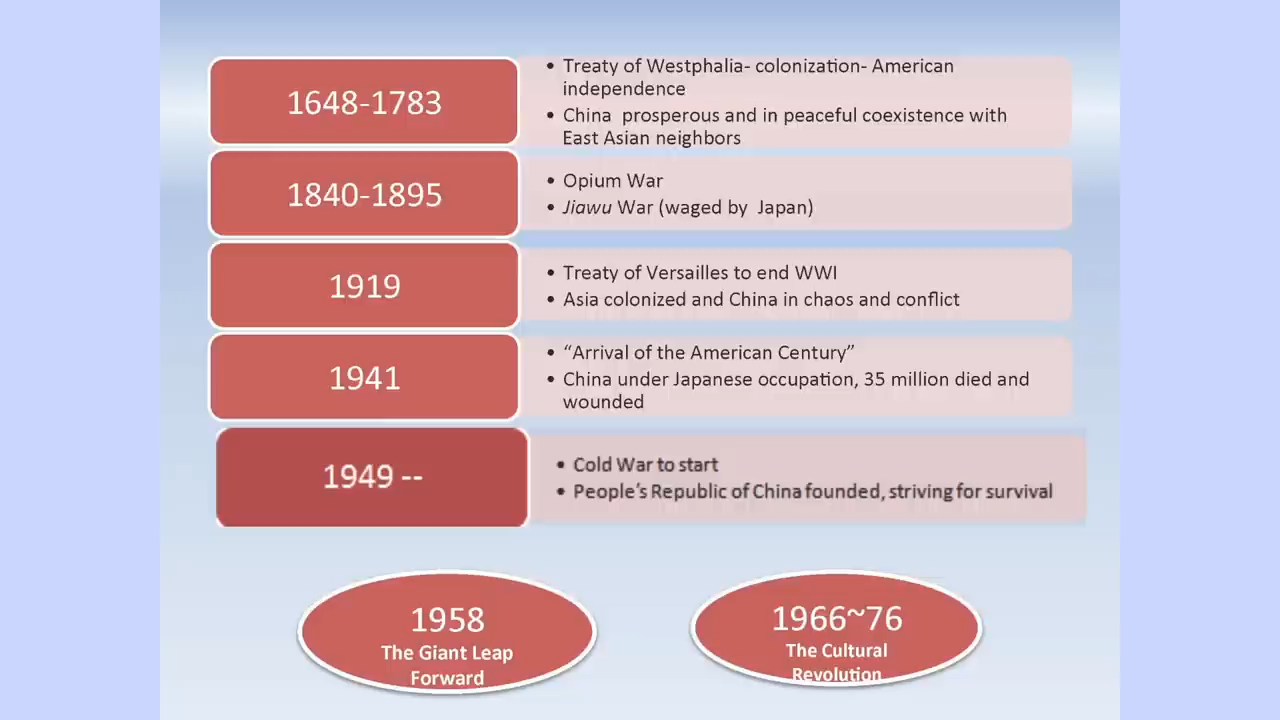 1648-1783
• Treaty of Westphalia- colonization- American
independence
• China  prosperous and in peaceful coexistence with
East Asian neighbors
1840-1895
• Opium War
• Jiawu War (waged by  Japan)
1919
• Treaty of Versailles to end WWI
• Asia colonized and China in chaos and conflict
1941
• “Arrival of the American Century”
• China under Japanese occupation, 35 million died and
wounded
1949 --
• Cold War to start
• People’s Republic of China founded, striving for survival
1958
The Giant Leap
Forward
1966~76
The Cultural
Revolution